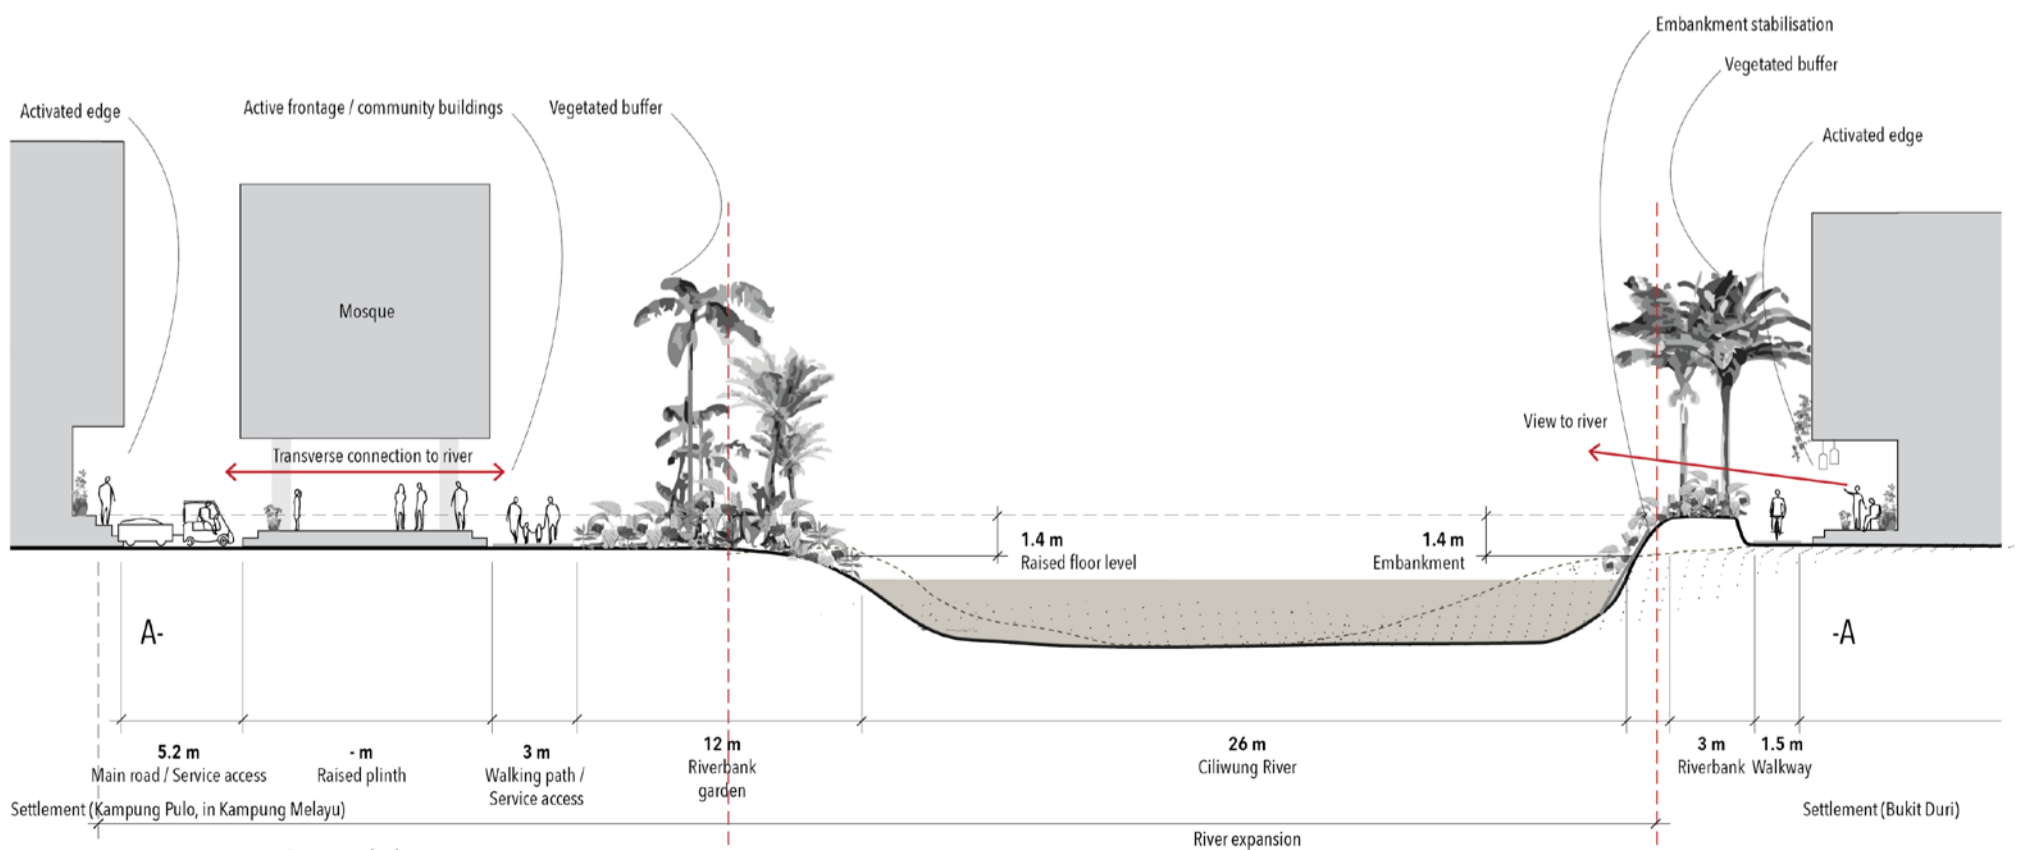 Embankment stabilisation
Vegetated buffer
Activated edge
Active frontage / community buildings
Vegetated buffer
Activated edge
Mosque
View to river
Transverse connection to river
1.4 m
Raised floor level
1.4 m
Embankment
A-
-A
5.2 m
Main road / Service access
- m
Raised plinth
3 m
Walking path /
Service access
12 m
Riverbank
garden
26 m
Ciliwung River
3 m
Riverbank
1.5 m
Walkway
Settlement (Kampung Pulo, in Kampung Melayu)
Settlement (Bukit Duri)
River expansion